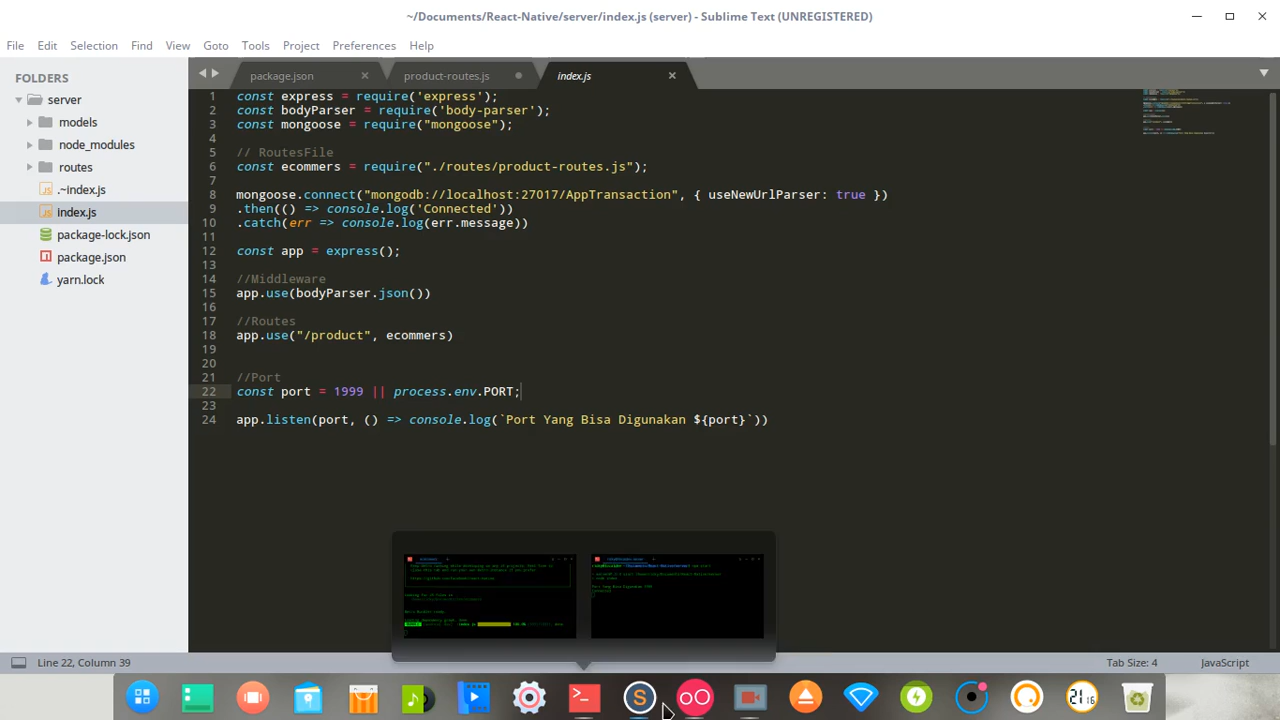 ~/Documents/React-Native/server/index.js (server) - Sublime Text (UNREGISTERED)
File Edit Selection Find View Goto Tools Project Preferences Help
FOLDERS
server
models
node_modules
routes
.~index.js
index.js
package-lock.json
package.json
yarn.lock
package.json product-routes.js index.js
1 const express = require('express');
2 const bodyParser = require('body-parser');
3 const mongoose = require("mongoose");
4
5 // RoutesFile
6 const ecommers = require("./routes/product-routes.js");
7
8 mongoose.connect("mongodb://localhost:27017/AppTransaction", { useNewUrlParser: true })
9 .then(() => console.log('Connected'))
10 .catch(err => console.log(err.message))
11
12 const app = express();
13
14 //Middleware
15 app.use(bodyParser.json())
16
17 //Routes
18 app.use("/product", ecommers)
19
20
21 //Port
22 const port = 1999 || process.env.PORT;
23
24 app.listen(port, () => console.log(`Port Yang Bisa Digunakan ${port}`))
Line 22, Column 39
Tab Size: 4
JavaScript
21 16